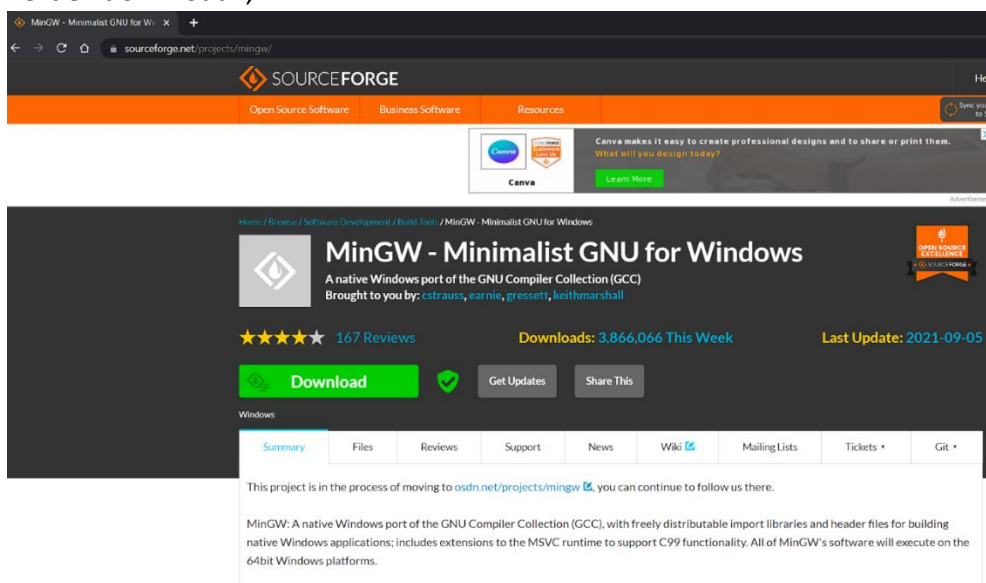 MinGW - Minimalist GNU for Wi
sourceforge.net/projects/mingw/
SOURCEFORGE
He
Open Source Software Business Software Resources
Sync you
to S
Canva makes it easy to create professional designs and to share or print them.
What will you design today?
Canva
Learn More
Advertiseme
Home / Browse / Software Development / Build Tools / MinGW - Minimalist GNU for Windows
MinGW - Minimalist GNU for Windows
A native Windows port of the GNU Compiler Collection (GCC)
Brought to you by: cstrauss, earnie, gressett, keithmarshall
OPEN SOURCE
EXCELLENCE
SOURCEFORGE
167 Reviews Downloads: 3,866,066 This Week Last Update: 2021-09-05
Download Get Updates Share This
Windows
Summary Files Reviews Support News Wiki Mailing Lists Tickets Git
This project is in the process of moving to osdn.net/projects/mingw, you can continue to follow us there.
MinGW: A native Windows port of the GNU Compiler Collection (GCC), with freely distributable import libraries and header files for building
native Windows applications; includes extensions to the MSVC runtime to support C99 functionality. All of MinGW's software will execute on the
64bit Windows platforms.